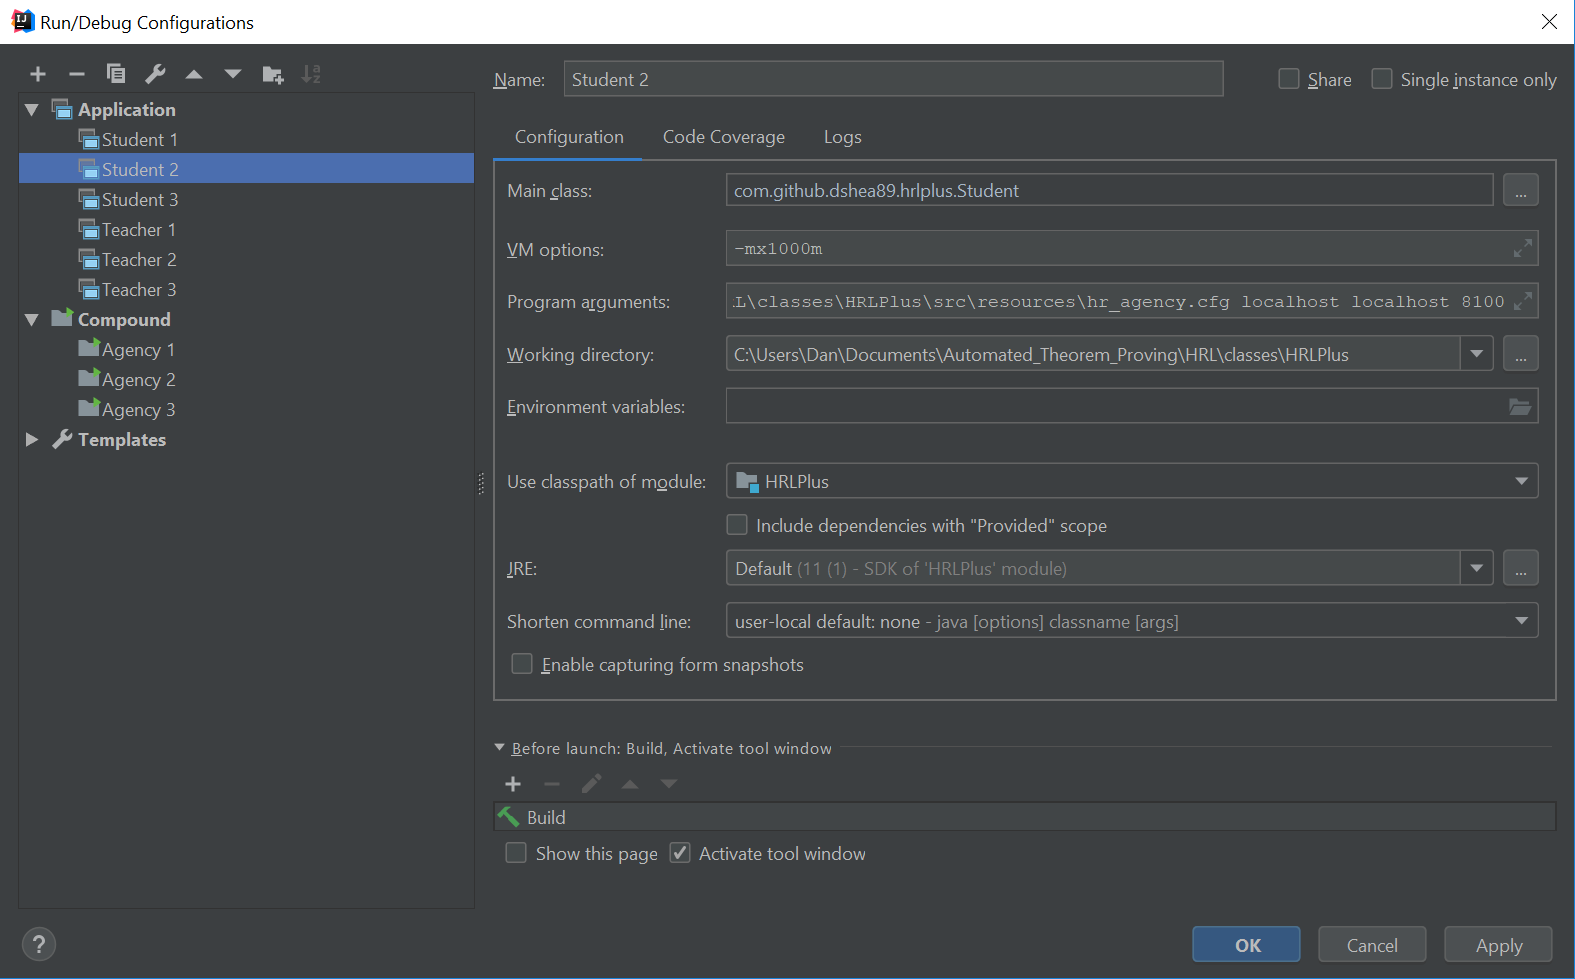 Run/Debug Configurations
Application
Student 1
Student 2
Student 3
Teacher 1
Teacher 2
Teacher 3
Compound
Agency 1
Agency 2
Agency 3
Templates
Name: Student 2 Share Single instance only
Configuration Code Coverage Logs
Main class: com.github.dshea89.hrlplus.Student ...
VM options: -mx1000m
Program arguments: L\classes\HRLPlus\src\resources\hr_agency.cfg localhost localhost 8100
Working directory: C:\Users\Dan\Documents\Automated_Theorem_Proving\HRL\classes\HRLPlus ...
Environment variables:
Use classpath of module: HRLPlus
Include dependencies with "Provided" scope
JRE: Default (11 (1) - SDK of 'HRLPlus' module) ...
Shorten command line: user-local default: none - java [options] classname [args]
Enable capturing form snapshots
Before launch: Build, Activate tool window
Build
Show this page Activate tool window
? OK Cancel Apply